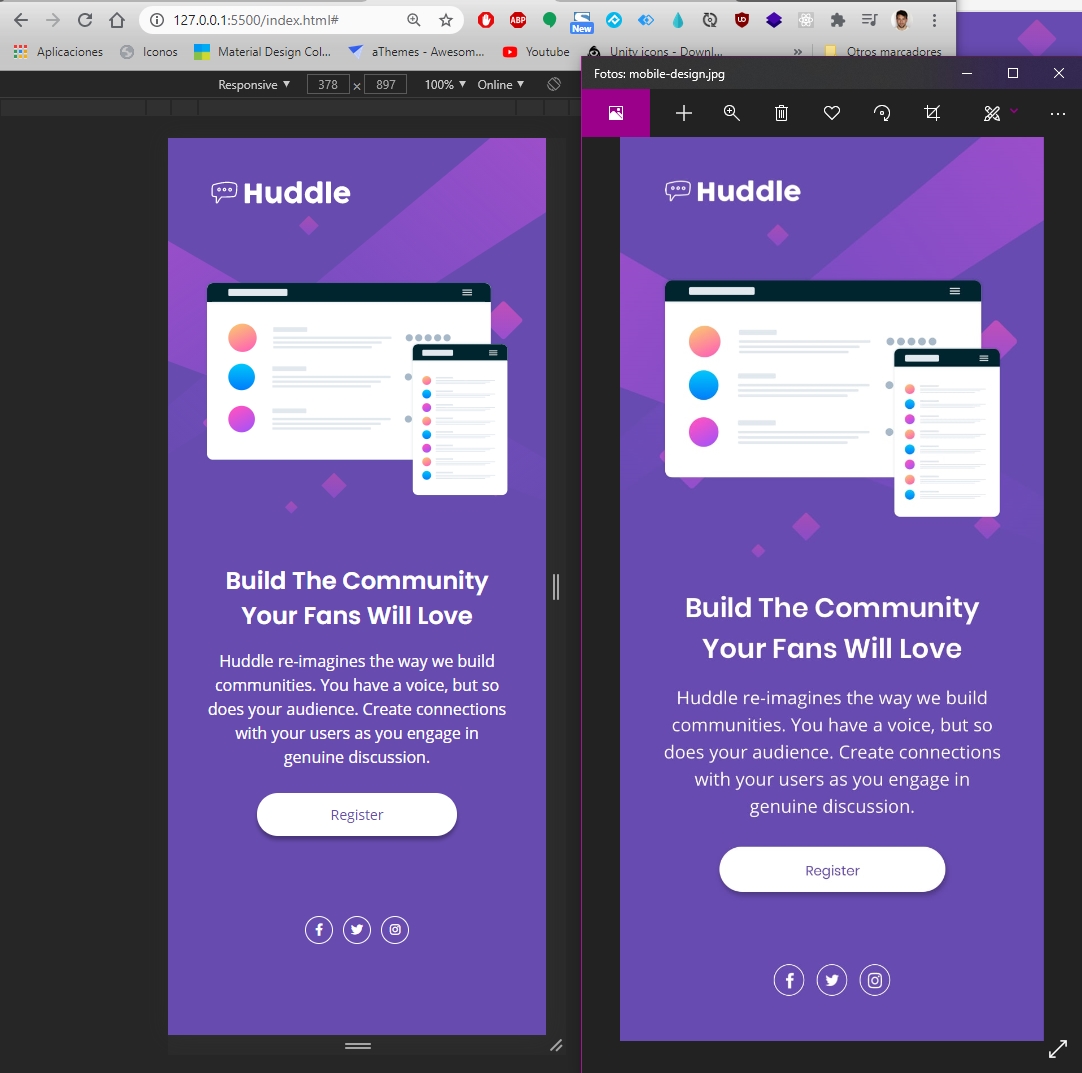 127.0.0.1:5500/index.html#
ABP
New
UD
Aplicaciones
Iconos
Material Design Col...
aThemes - Awesom...
Youtube
Unity icons - Downl...
»
Otros marcadores
Responsive
378 x 897
100%
Online
Huddle
Build The Community
Your Fans Will Love
Huddle re-imagines the way we build
communities. You have a voice, but so
does your audience. Create connections
with your users as you engage in
genuine discussion.
Register
Fotos: mobile-design.jpg
Huddle
Build The Community
Your Fans Will Love
Huddle re-imagines the way we build
communities. You have a voice, but so
does your audience. Create connections
with your users as you engage in
genuine discussion.
Register